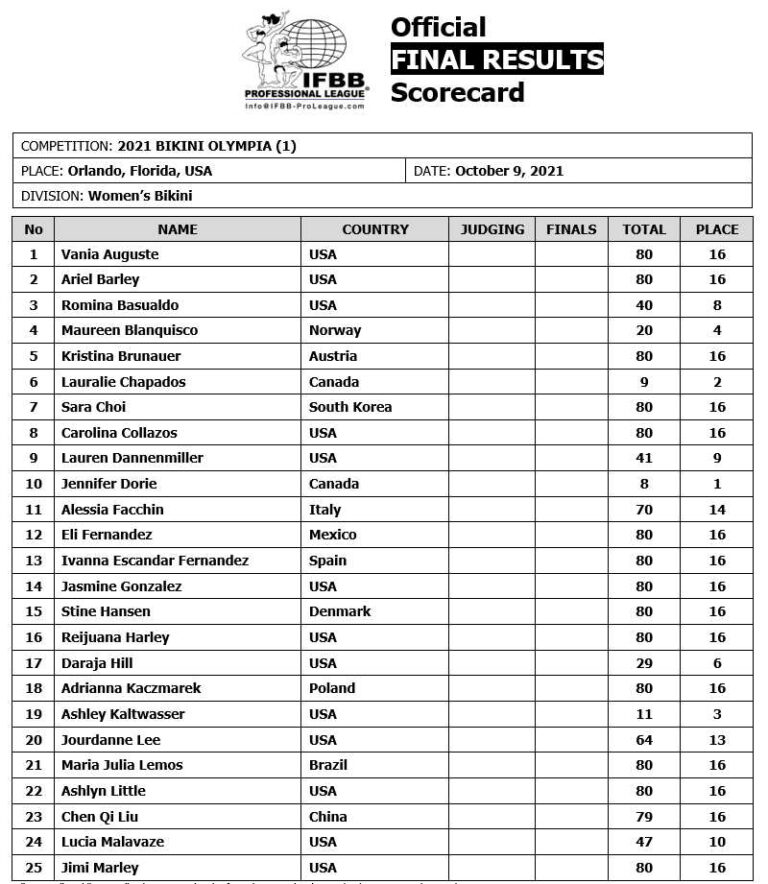 IFBB
PROFESSIONAL LEAGUE®
Info@IFBB-ProLeague.com
Official
FINAL RESULTS
Scorecard
COMPETITION: 2021 BIKINI OLYMPIA (1)
PLACE: Orlando, Florida, USA DATE: October 9, 2021
DIVISION: Women's Bikini
No NAME COUNTRY JUDGING FINALS TOTAL PLACE
1 Vania Auguste USA 80 16
2 Ariel Barley USA 80 16
3 Romina Basualdo USA 40 8
4 Maureen Blanquisco Norway 20 4
5 Kristina Brunauer Austria 80 16
6 Lauralie Chapados Canada 9 2
7 Sara Choi South Korea 80 16
8 Carolina Collazos USA 80 16
9 Lauren Dannenmiller USA 41 9
10 Jennifer Dorie Canada 8 1
11 Alessia Facchin Italy 70 14
12 Eli Fernandez Mexico 80 16
13 Ivanna Escandar Fernandez Spain 80 16
14 Jasmine Gonzalez USA 80 16
15 Stine Hansen Denmark 80 16
16 Reijuana Harley USA 80 16
17 Daraja Hill USA 29 6
18 Adrianna Kaczmarek Poland 80 16
19 Ashley Kaltwasser USA 11 3
20 Jourdanne Lee USA 64 13
21 Maria Julia Lemos Brazil 80 16
22 Ashlyn Little USA 80 16
23 Chen Qi Liu China 79 16
24 Lucia Malavaze USA 47 10
25 Jimi Marley USA 80 16